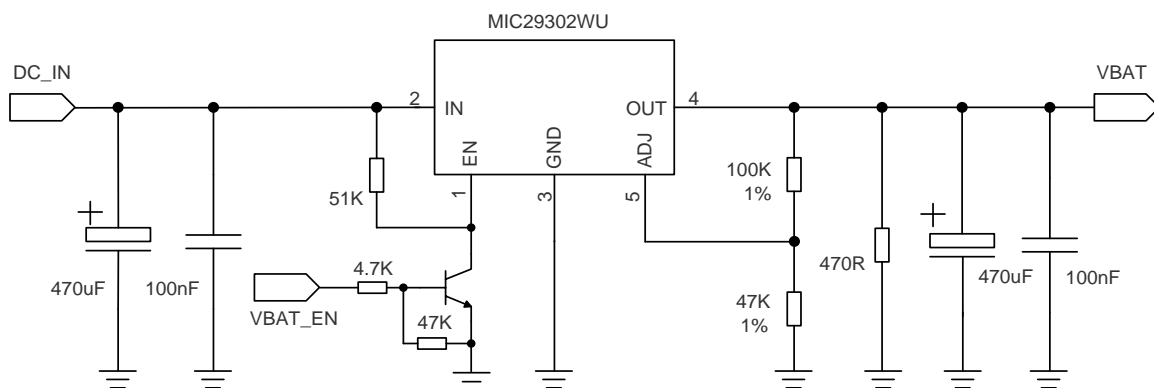 MIC29302WU
DC_IN
VBAT
2
IN
OUT
4
EN
GND
ADJ
1
3
5
51K
100K
1%
+
470uF
100nF
4.7K
VBAT_EN
47K
470R
47K
1%
+
470uF
100nF